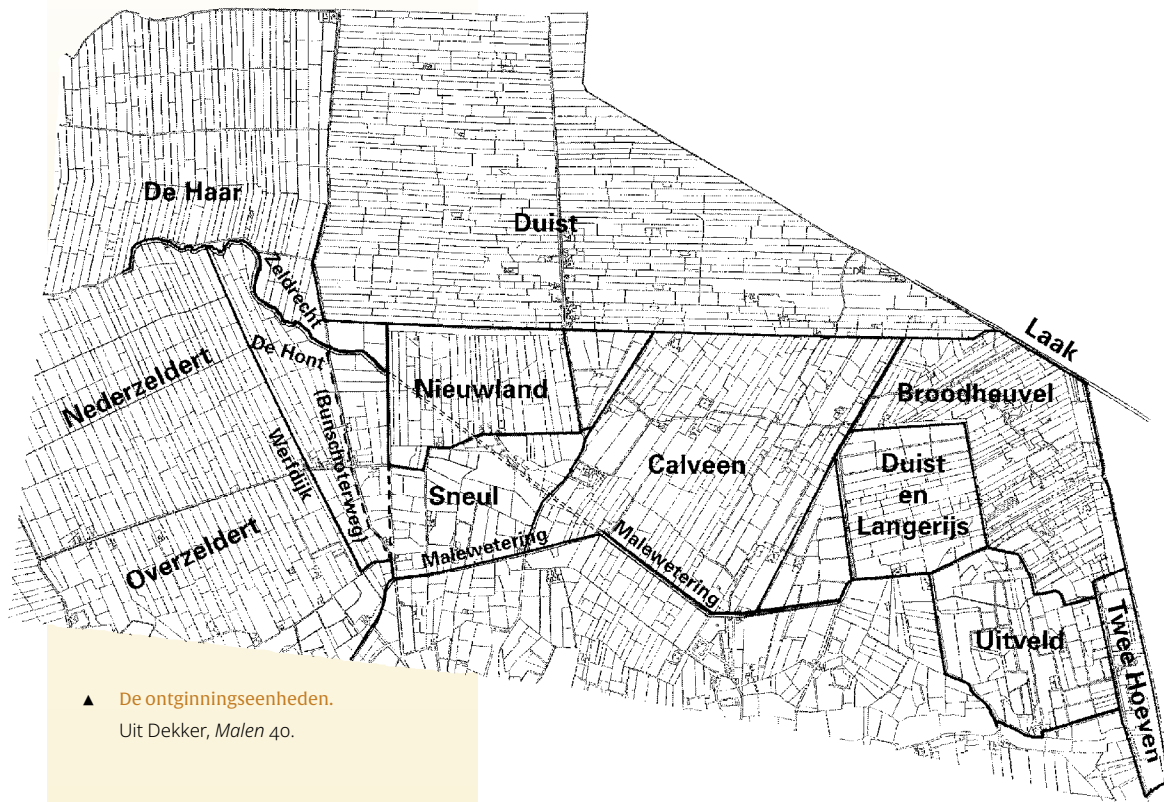 De Haar
Duist
Zeldrecht
Laak
De Hont
Nederzeldert
Nieuwland
Broodheuvel
(Bunschoterweg)
Werfdijk
Calveen
Duist
en
Langerijs
Sneul
Overzeldert
Malewetering
Malewetering
Uitveld
Twee Hoeven
▲ De ontginningseenheden.
Uit Dekker, Malen 40.